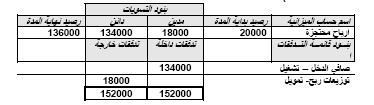 بنود التسويات
اسم حساب الميزانية رصيد بداية المدة مدين دائن رصيد نهاية المدة
ارباح محتجزة 20000 18000 134000 136000
بنود قائمة التدفقات تدفقات داخلة تدفقات خارجة
صافي الدخل – تشغيل 134000
توزيعات ربح- تمويل 18000
152000 152000